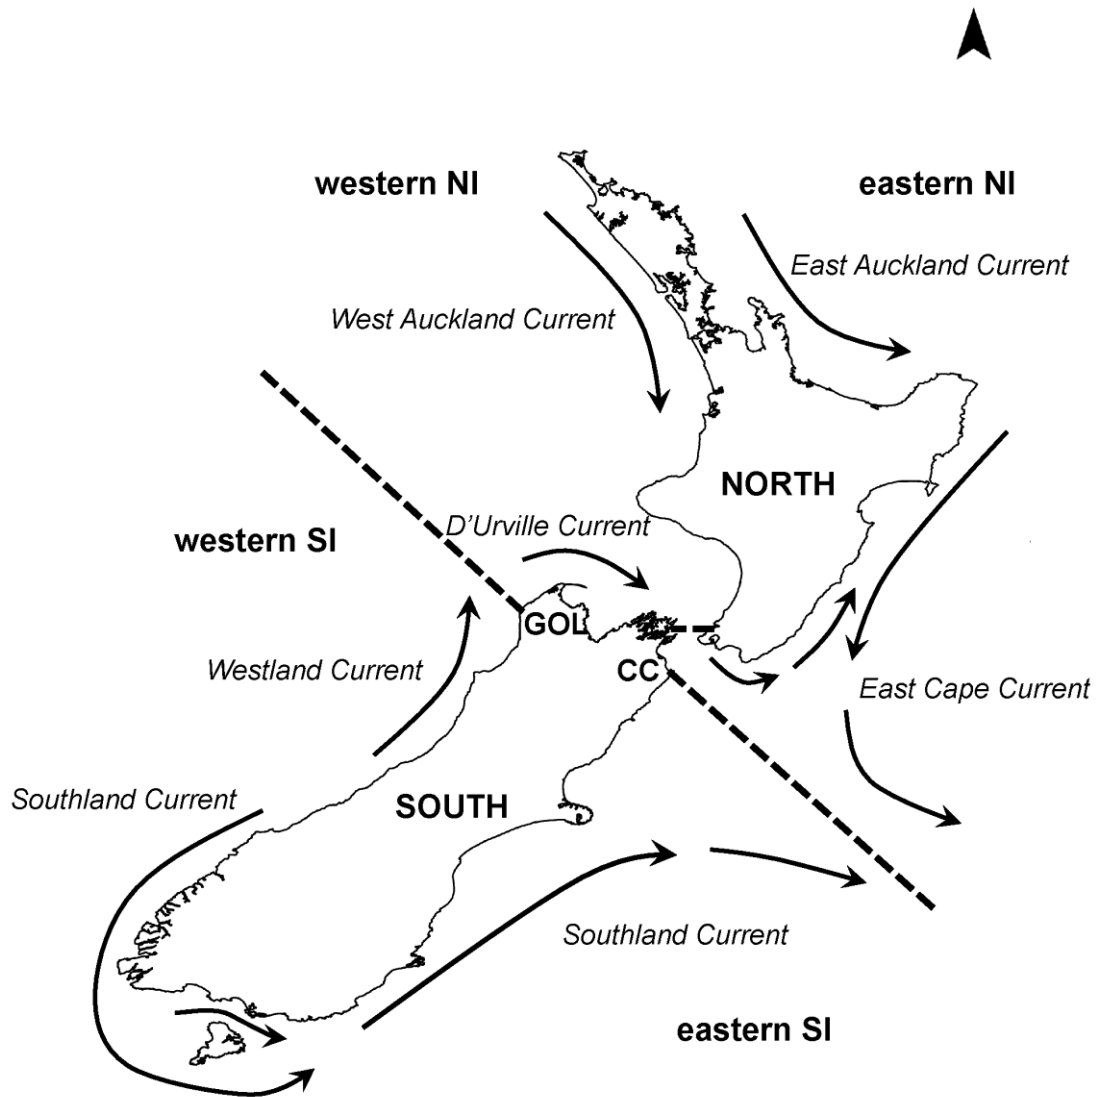 western NI
eastern NI
East Auckland Current
West Auckland Current
NORTH
D'Urville Current
western SI
GOL
CC
Westland Current
East Cape Current
Southland Current
SOUTH
Southland Current
eastern SI